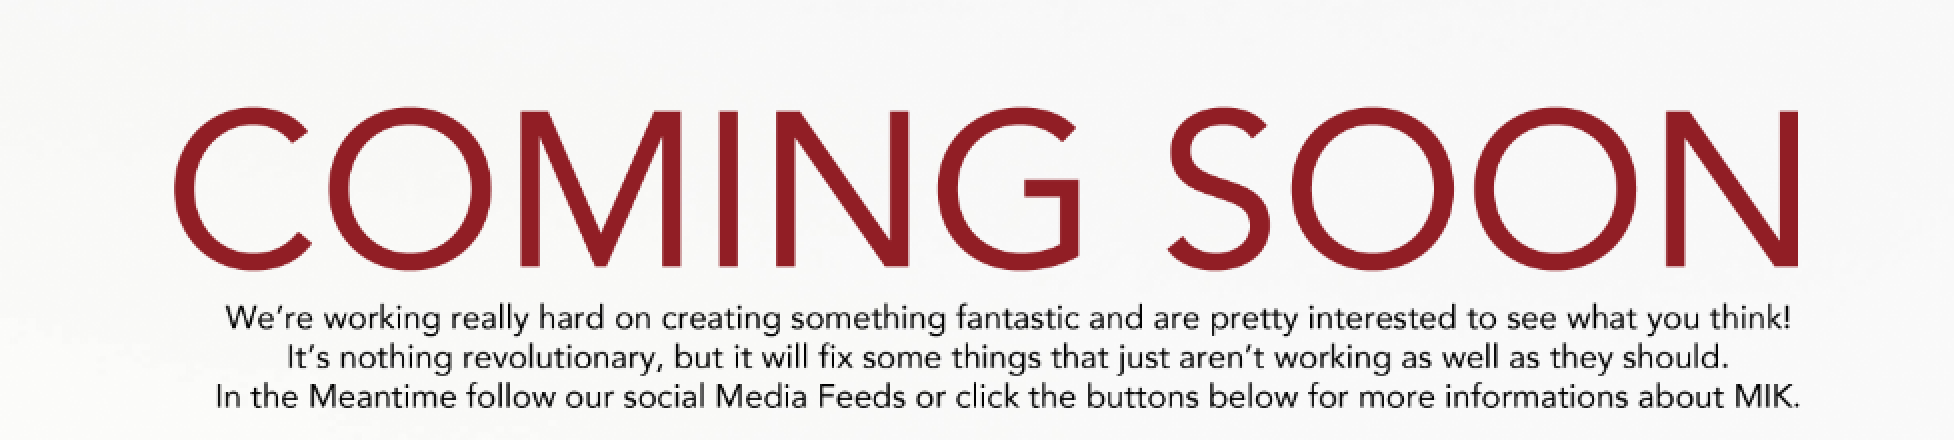 COMING SOON
We’re working really hard on creating something fantastic and are pretty interested to see what you think!
It’s nothing revolutionary, but it will fix some things that just aren’t working as well as they should.
In the Meantime follow our social Media Feeds or click the buttons below for more informations about MIK.